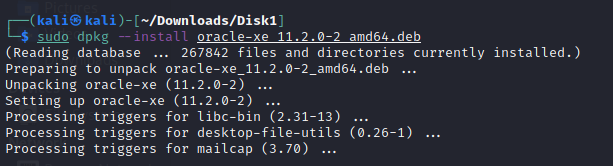 ┌──(kali㉿kali)-[~/Downloads/Disk1]
└─$ sudo dpkg --install oracle-xe_11.2.0-2_amd64.deb
(Reading database ... 267842 files and directories currently installed.)
Preparing to unpack oracle-xe_11.2.0-2_amd64.deb ...
Unpacking oracle-xe (11.2.0-2) ...
Setting up oracle-xe (11.2.0-2) ...
Processing triggers for libc-bin (2.31-13) ...
Processing triggers for desktop-file-utils (0.26-1) ...
Processing triggers for mailcap (3.70) ...